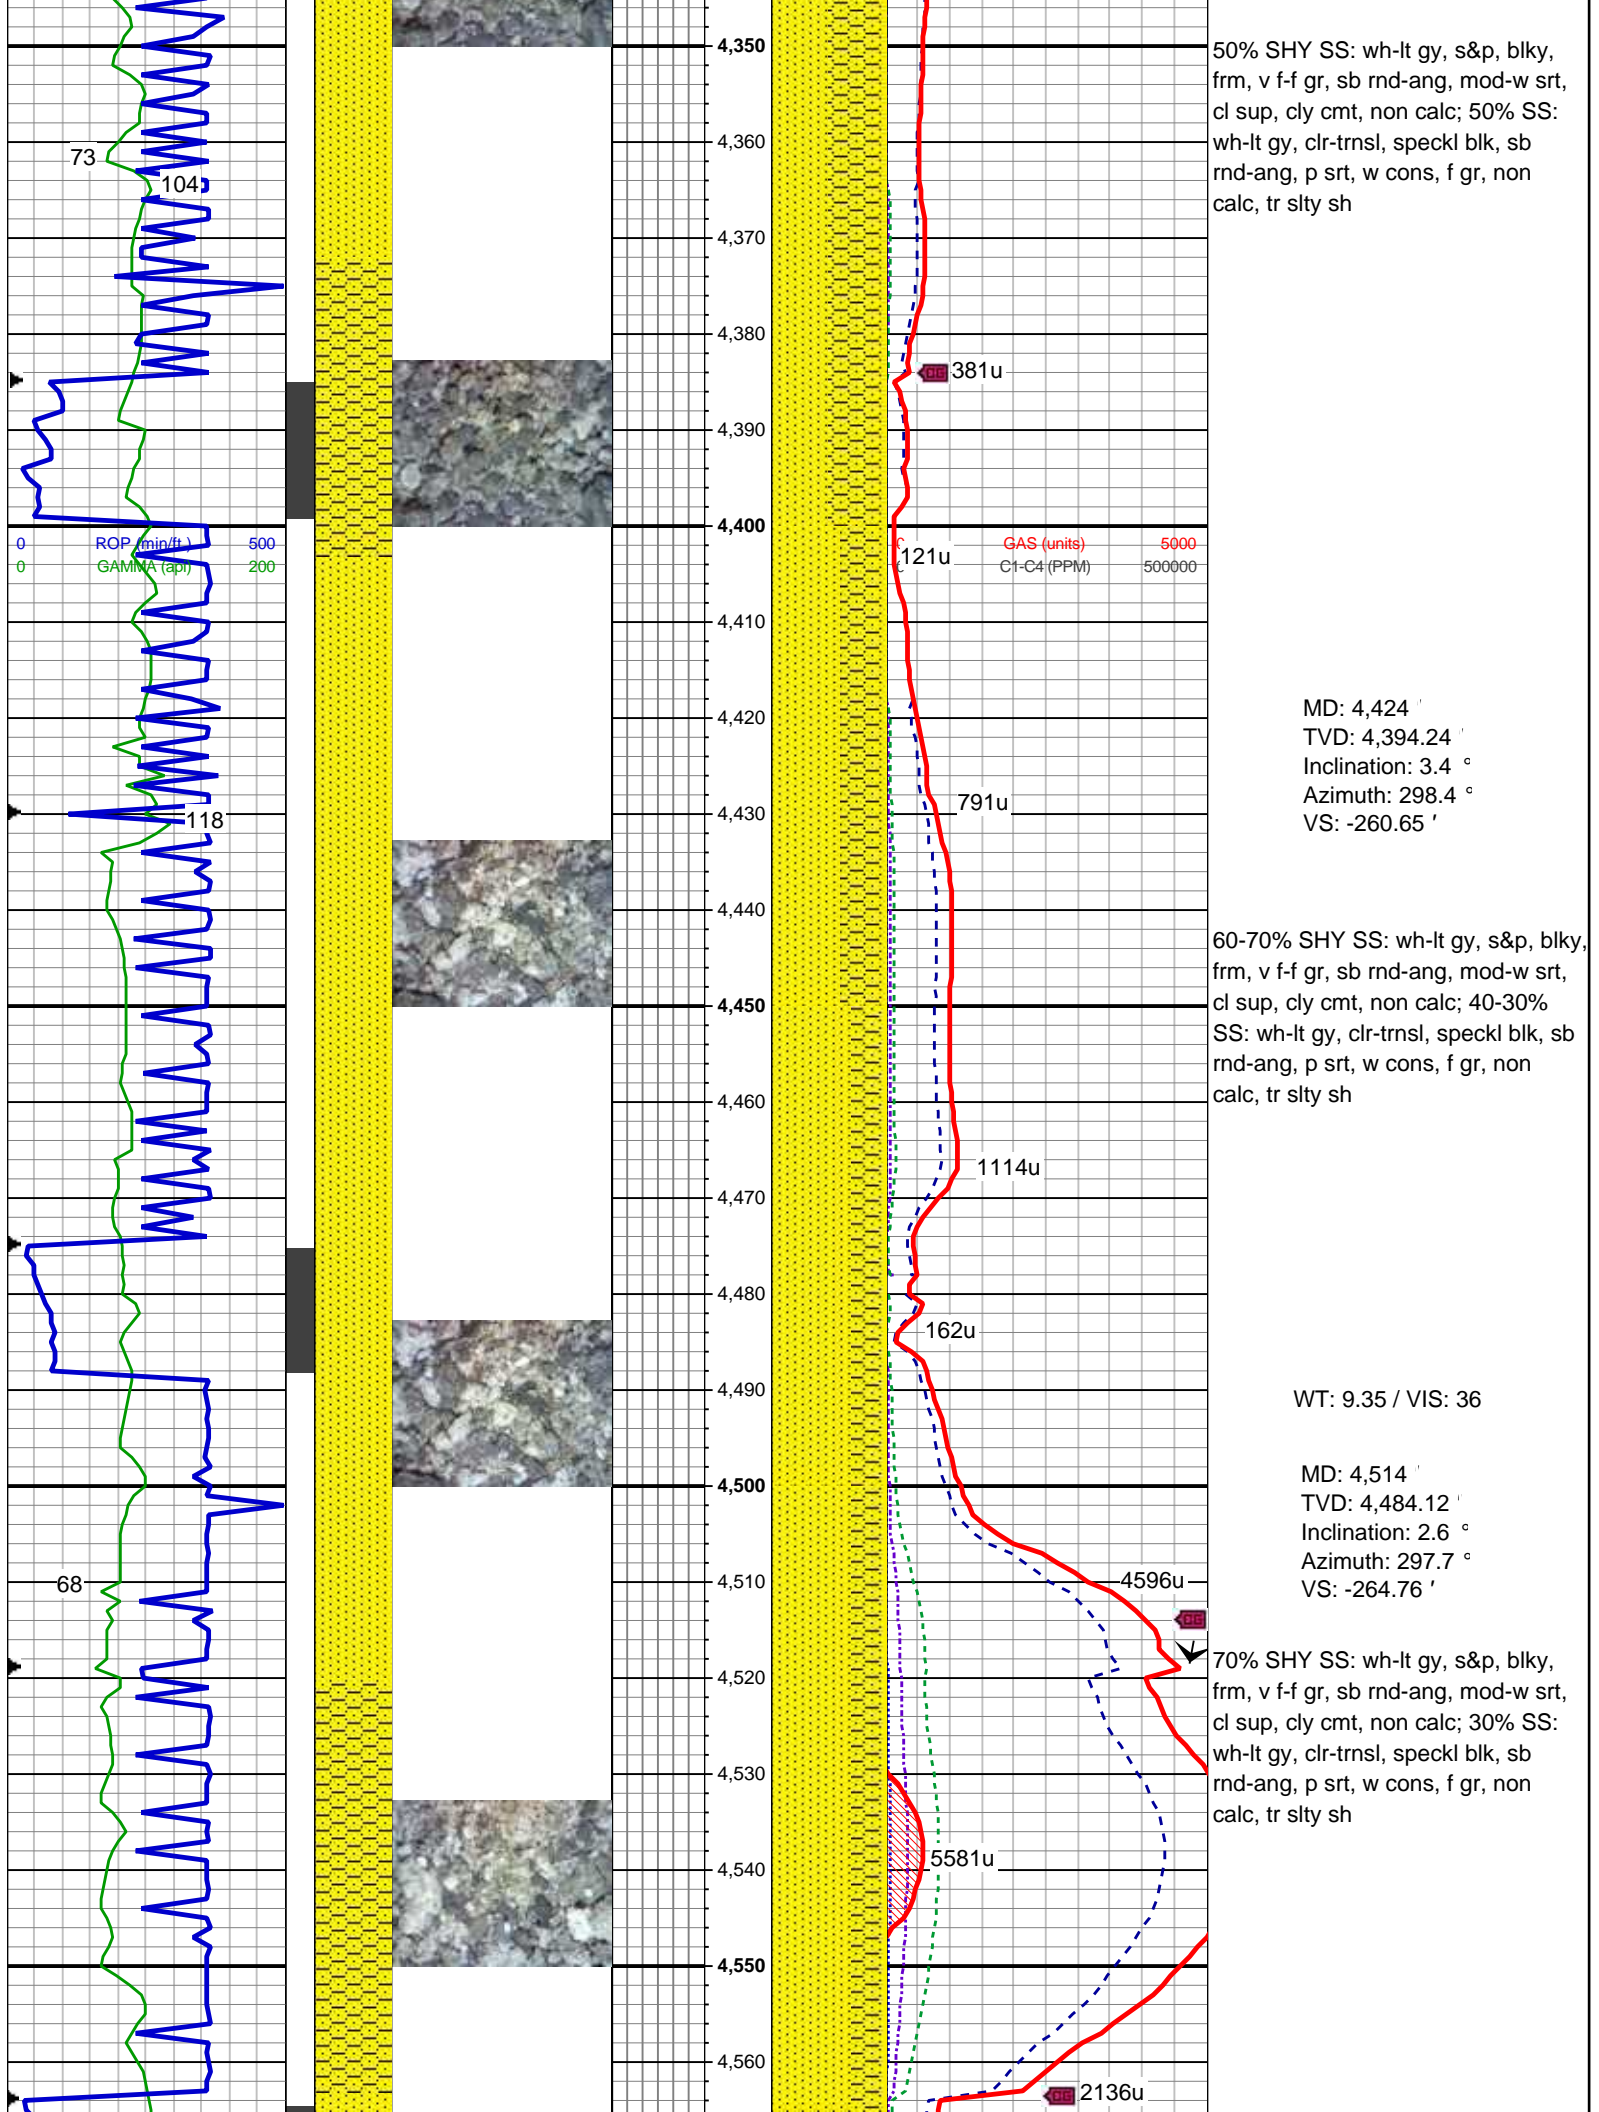 4,350
50% SHY SS: wh-lt gy, s&p, blky,
frm, v f-f gr, sb rnd-ang, mod-w srt,
cl sup, cly cmt, non calc; 50% SS:
wh-lt gy, clr-trnsl, speckl blk, sb
rnd-ang, p srt, w cons, f gr, non
calc, tr slty sh
4,360
73
104
4,370
4,380
CG 381u
4,390
4,400
0 ROP (min/ft.) 500
0 GAMMA (api) 200
GAS (units) 5000
C1-C4 (PPM) 500000
121u
4,410
4,420
MD: 4,424 '
TVD: 4,394.24 '
Inclination: 3.4 °
Azimuth: 298.4 °
VS: -260.65 '
791u
4,430
118
4,440
60-70% SHY SS: wh-lt gy, s&p, blky,
frm, v f-f gr, sb rnd-ang, mod-w srt,
cl sup, cly cmt, non calc; 40-30%
SS: wh-lt gy, clr-trnsl, speckl blk, sb
rnd-ang, p srt, w cons, f gr, non
calc, tr slty sh
4,450
4,460
1114u
4,470
4,480
162u
4,490
WT: 9.35 / VIS: 36
4,500
MD: 4,514 '
TVD: 4,484.12 '
Inclination: 2.6 °
Azimuth: 297.7 °
VS: -264.76 '
68
4,510
4596u
CG
4,520
70% SHY SS: wh-lt gy, s&p, blky,
frm, v f-f gr, sb rnd-ang, mod-w srt,
cl sup, cly cmt, non calc; 30% SS:
wh-lt gy, clr-trnsl, speckl blk, sb
rnd-ang, p srt, w cons, f gr, non
calc, tr slty sh
4,530
5581u
4,540
4,550
4,560
CG 2136u